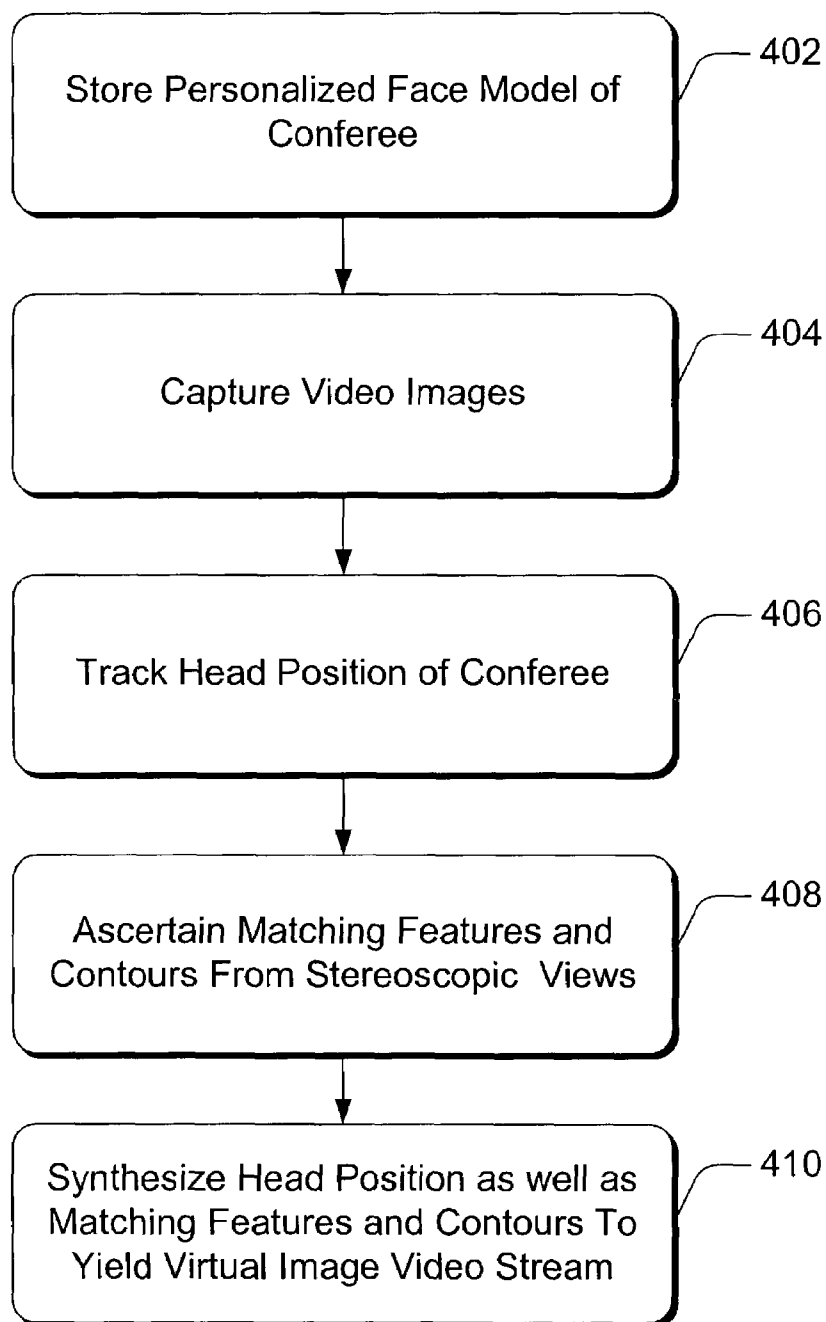 Store Personalized Face Model of
Conferee
402
Capture Video Images
404
Track Head Position of Conferee
406
Ascertain Matching Features and
Contours From Stereoscopic Views
408
Synthesize Head Position as well as
Matching Features and Contours To
Yield Virtual Image Video Stream
410